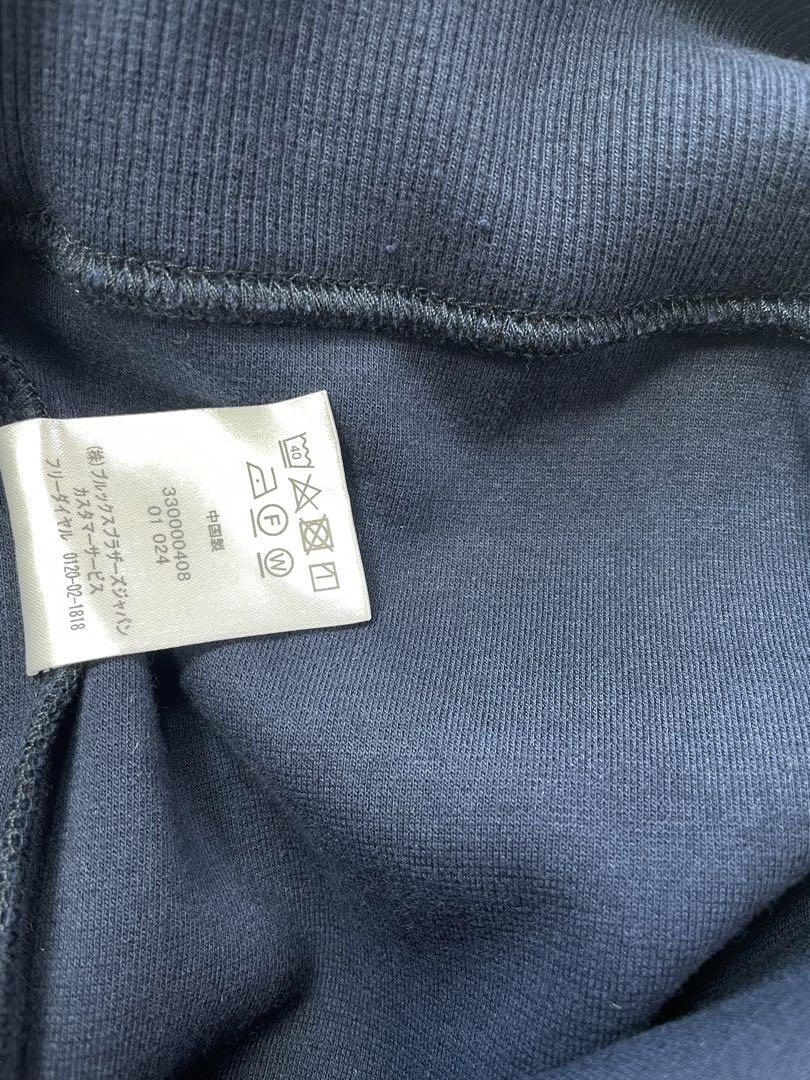 40
F
W
中国製
330000408
01 024
(株)ブルックスブラザーズジャパン
カスタマーサービス
フリーダイヤル 0120-02-1818